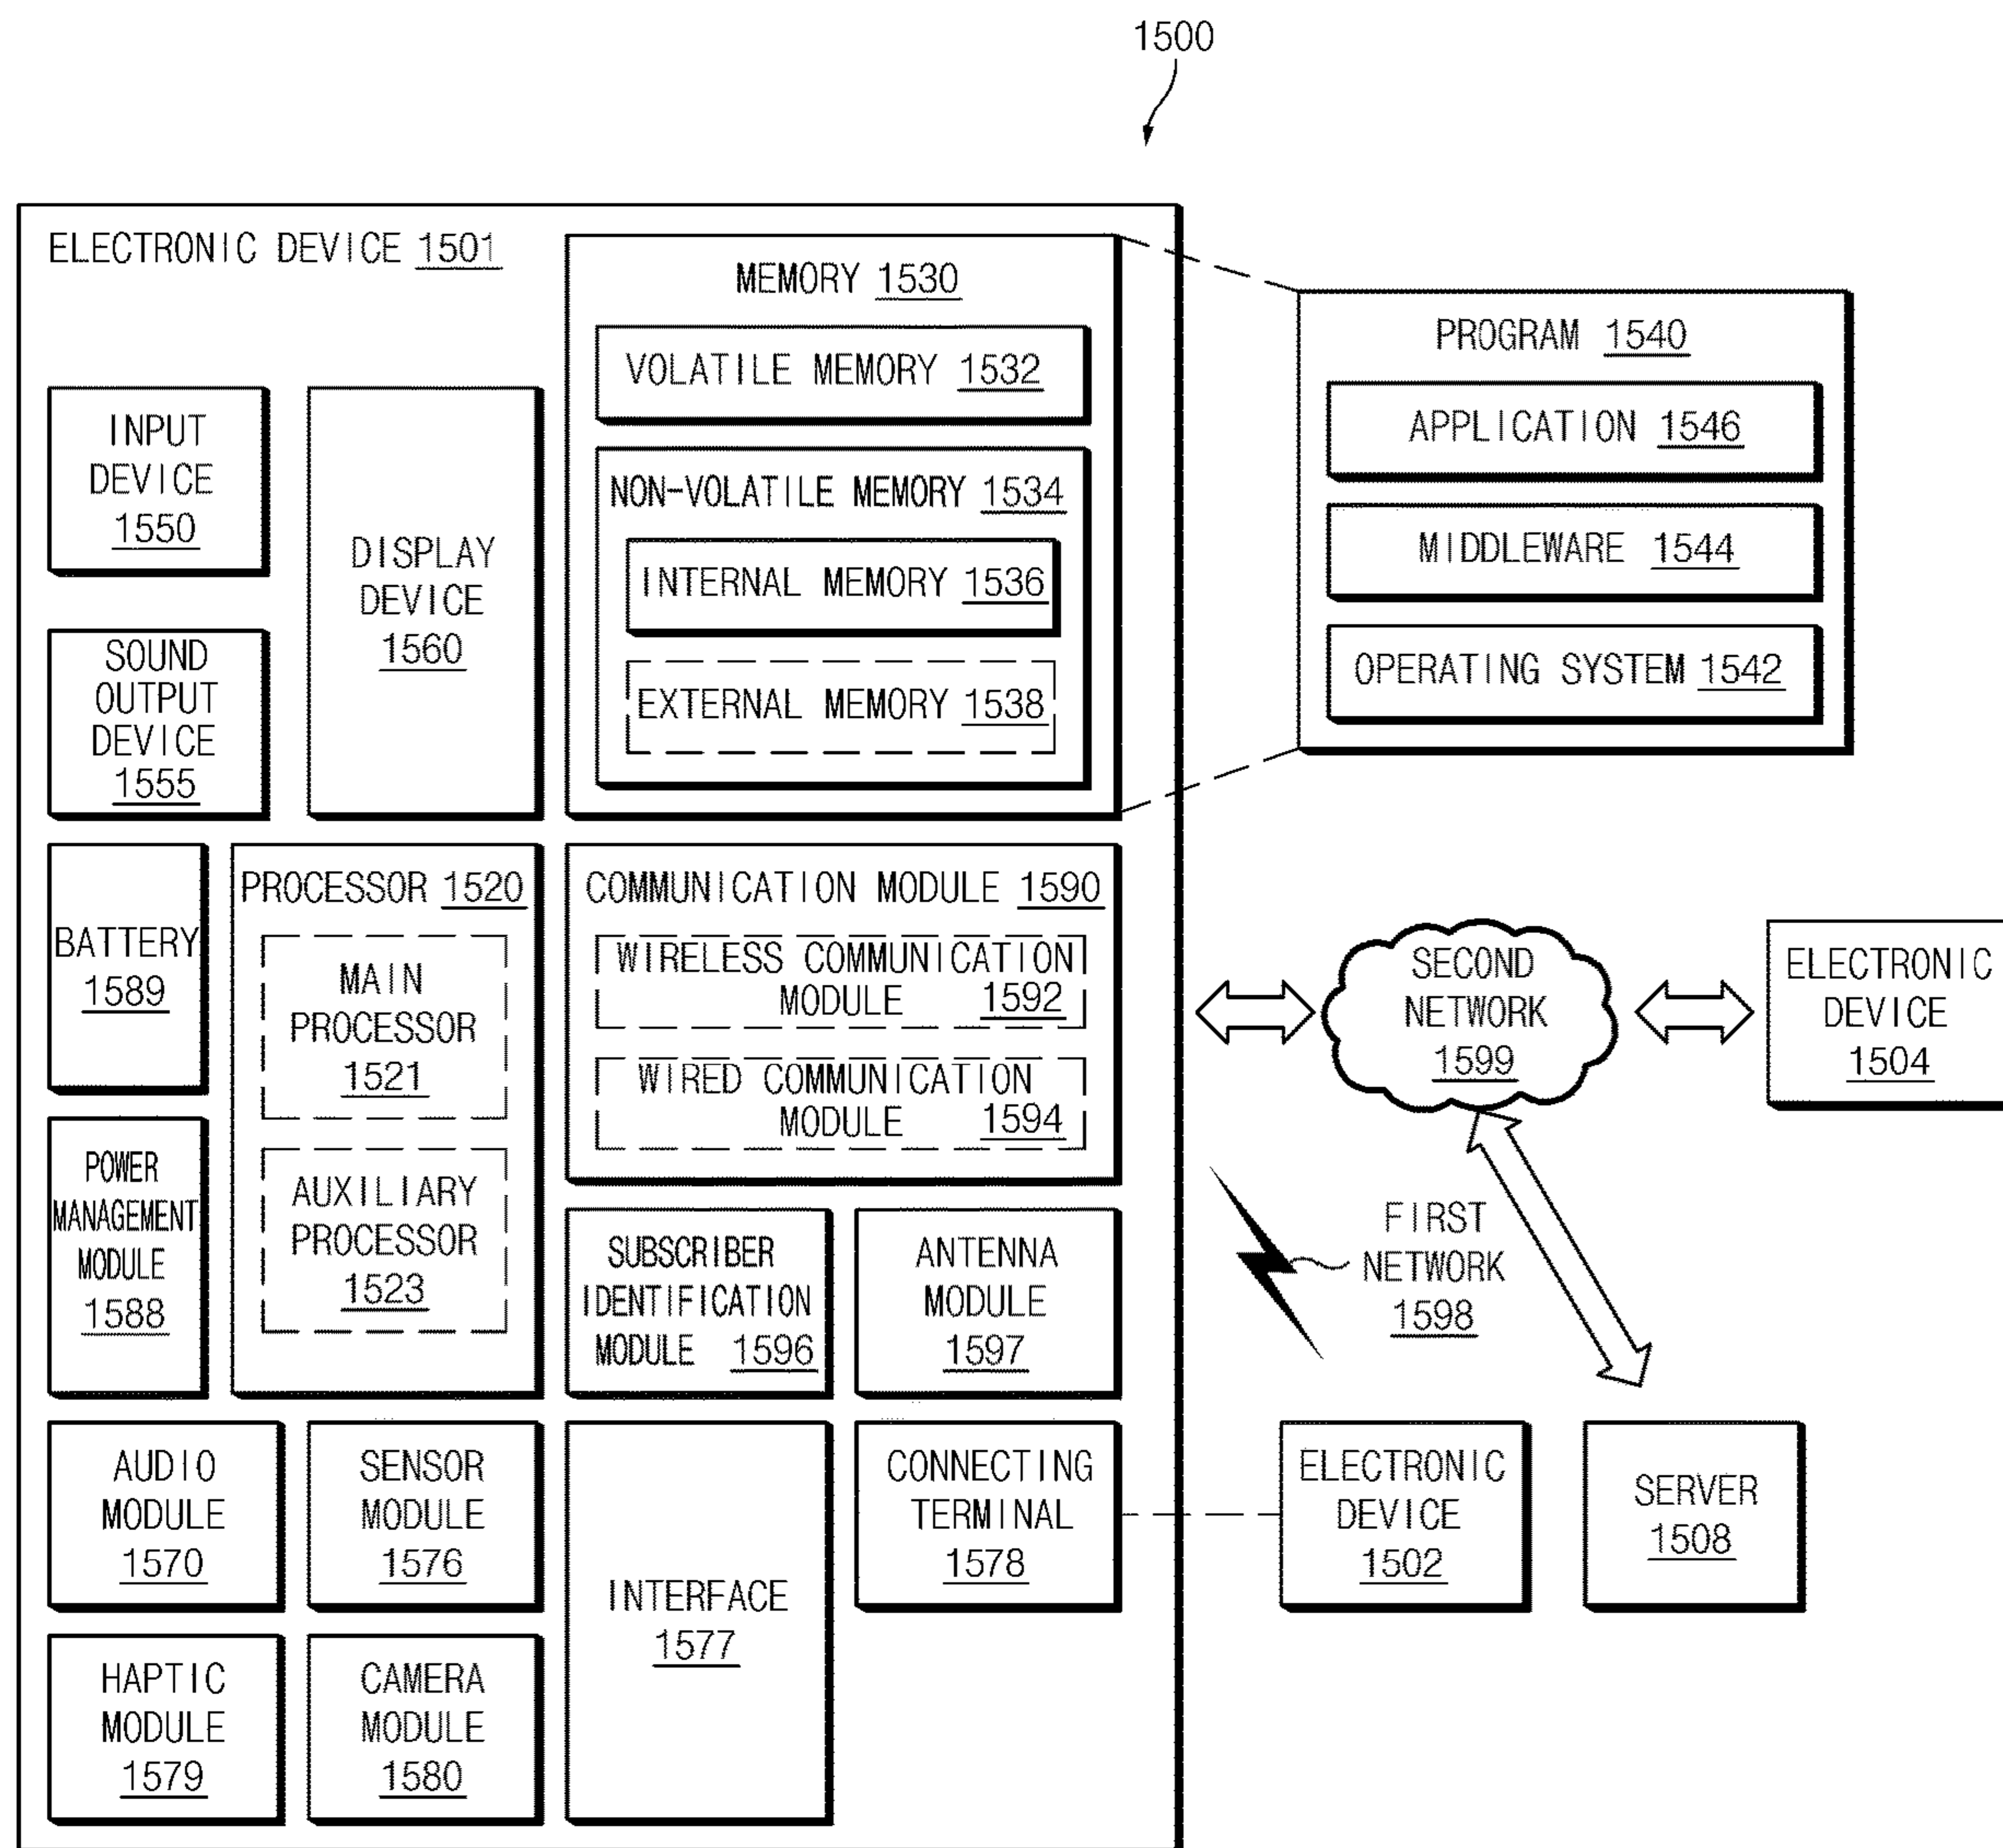 1500
ELECTRONIC DEVICE 1501
MEMORY 1530
VOLATILE MEMORY 1532
NON-VOLATILE MEMORY 1534
INTERNAL MEMORY 1536
EXTERNAL MEMORY 1538
PROGRAM 1540
APPLICATION 1546
MIDDLEWARE 1544
OPERATING SYSTEM 1542
INPUT
DEVICE
1550
DISPLAY
DEVICE
1560
SOUND
OUTPUT
DEVICE
1555
BATTERY
1589
PROCESSOR 1520
MAIN
PROCESSOR
1521
AUXILIARY
PROCESSOR
1523
COMMUNICATION MODULE 1590
WIRELESS COMMUNICATION
MODULE 1592
WIRED COMMUNICATION
MODULE 1594
SECOND
NETWORK
1599
ELECTRONIC
DEVICE
1504
POWER
MANAGEMENT
MODULE
1588
SUBSCRIBER
IDENTIFICATION
MODULE 1596
ANTENNA
MODULE
1597
FIRST
NETWORK
1598
AUDIO
MODULE
1570
SENSOR
MODULE
1576
INTERFACE
1577
CONNECTING
TERMINAL
1578
ELECTRONIC
DEVICE
1502
SERVER
1508
HAPTIC
MODULE
1579
CAMERA
MODULE
1580